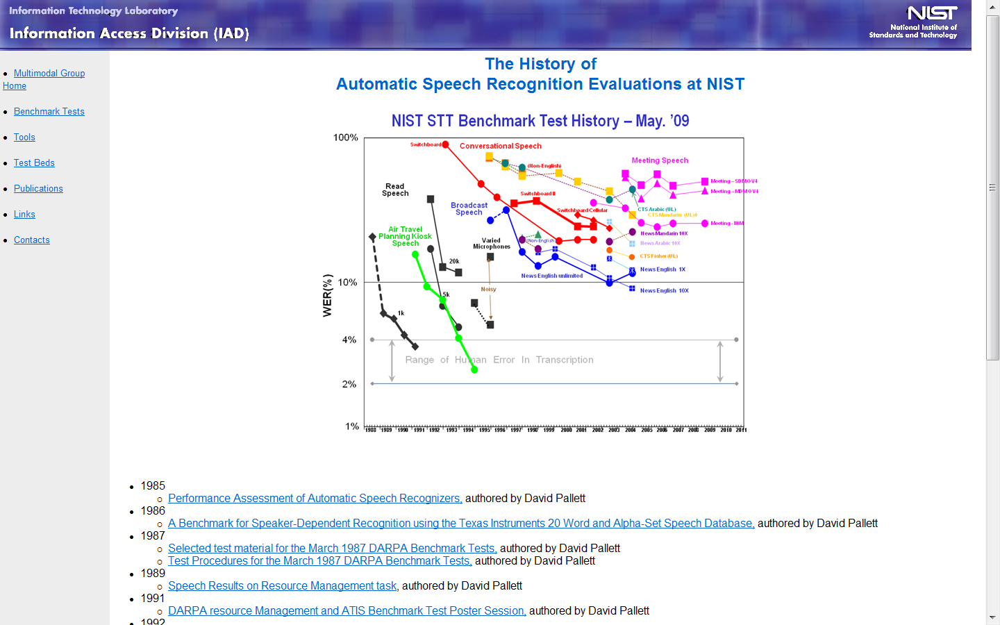 Information Technology Laboratory
Information Access Division (IAD)
NIST
National Institute of
Standards and Technology
Multimodal Group
Home
Benchmark Tests
Tools
Test Beds
Publications
Links
Contacts
The History of
Automatic Speech Recognition Evaluations at NIST
NIST STT Benchmark Test History – May. ’09
100%
10%
4%
2%
1%
WER(%)
Switchboard
Conversational Speech
(Non-English)
Meeting Speech
Meeting – SDM OV4
Meeting – MDM OV4
Read
Speech
Switchboard II
Broadcast
Speech
Switchboard Cellular
CTS Arabic (UL)
CTS Mandarin (UL)0
Meeting - IHM
Air Travel
Planning Kiosk
Speech
Varied
Microphones
(Non-English)
News Mandarin 10X
News Arabic 10X
20k
CTS Fisher (UL)
News English 1X
News English unlimited
Noisy
News English 10X
5k
1k
Range of Human Error In Transcription
1988 1989 1990 1991 1992 1993 1994 1995 1996 1997 1998 1999 2000 2001 2002 2003 2004 2005 2006 2007 2008 2009 2010 2011
1985
Performance Assessment of Automatic Speech Recognizers, authored by David Pallett
1986
A Benchmark for Speaker-Dependent Recognition using the Texas Instruments 20 Word and Alpha-Set Speech Database, authored by David Pallett
1987
Selected test material for the March 1987 DARPA Benchmark Tests, authored by David Pallett
Test Procedures for the March 1987 DARPA Benchmark Tests, authored by David Pallett
1989
Speech Results on Resource Management task, authored by David Pallett
1991
DARPA resource Management and ATIS Benchmark Test Poster Session, authored by David Pallett
1992